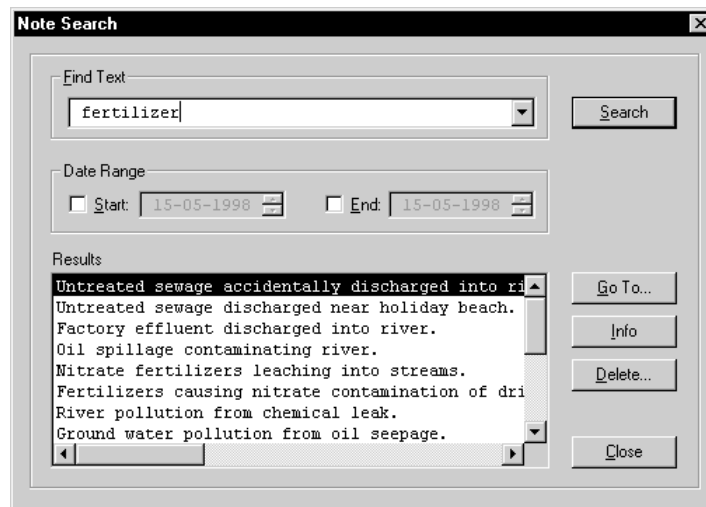 Note Search
Find Text
fertilizer
Search
Date Range
Start: 15-05-1998 End: 15-05-1998
Results
Untreated sewage accidentally discharged into ri
Untreated sewage discharged near holiday beach.
Factory effluent discharged into river.
Oil spillage contaminating river.
Nitrate fertilizers leaching into streams.
Fertilizers causing nitrate contamination of dri
River pollution from chemical leak.
Ground water pollution from oil seepage.
Go To...
Info
Delete...
Close